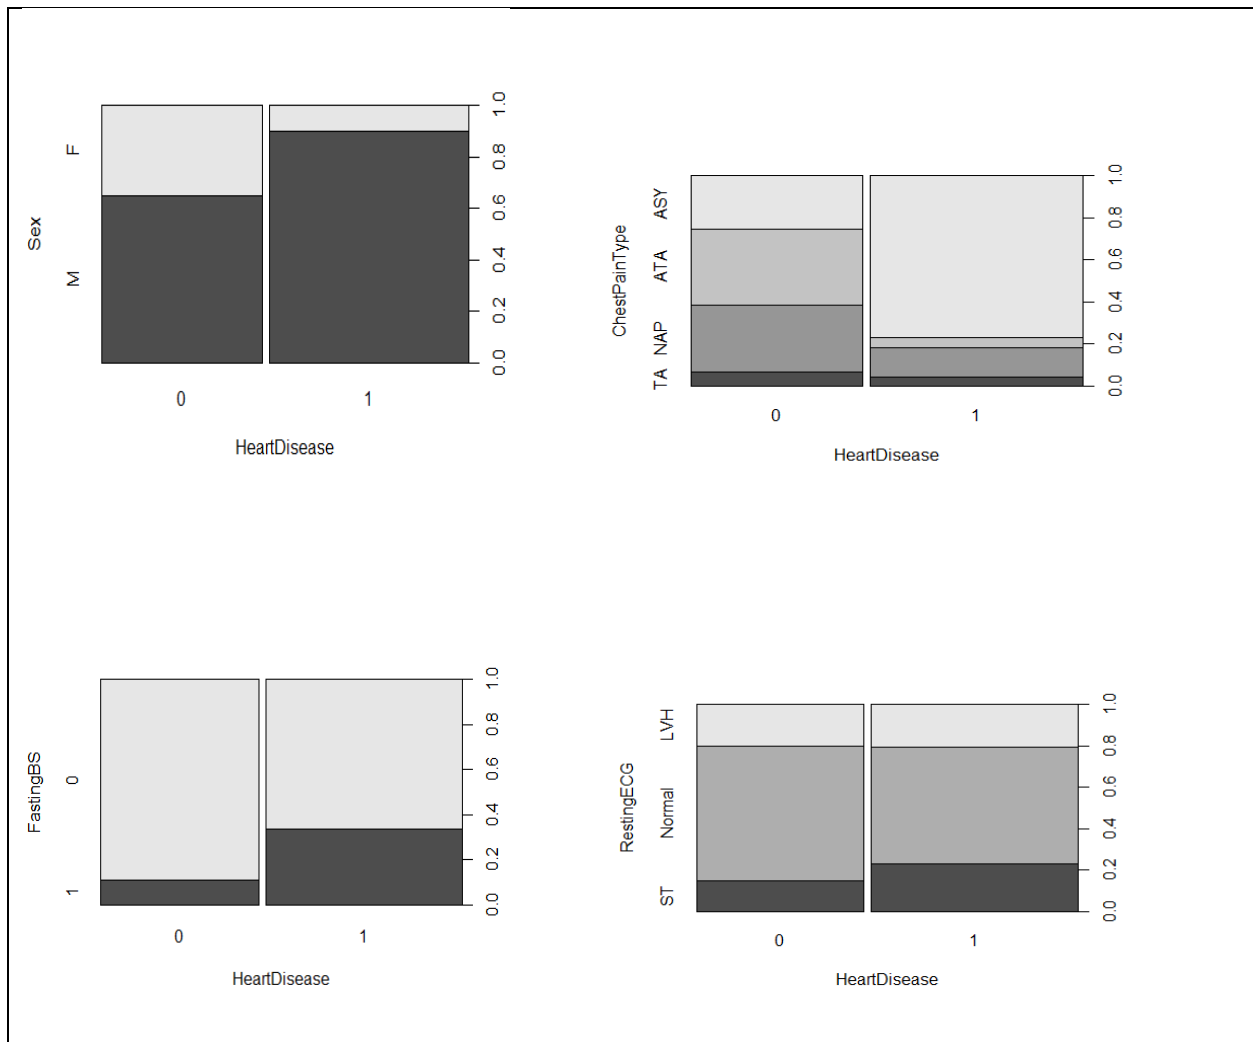 Sex
F
M
0.0 0.2 0.4 0.6 0.8 1.0
0 1
HeartDisease
ChestPainType
ASY
ATA
NAP
TA
0.0 0.2 0.4 0.6 0.8 1.0
0 1
HeartDisease
FastingBS
0
1
0.0 0.2 0.4 0.6 0.8 1.0
0 1
HeartDisease
RestingECG
LVH
Normal
ST
0.0 0.2 0.4 0.6 0.8 1.0
0 1
HeartDisease